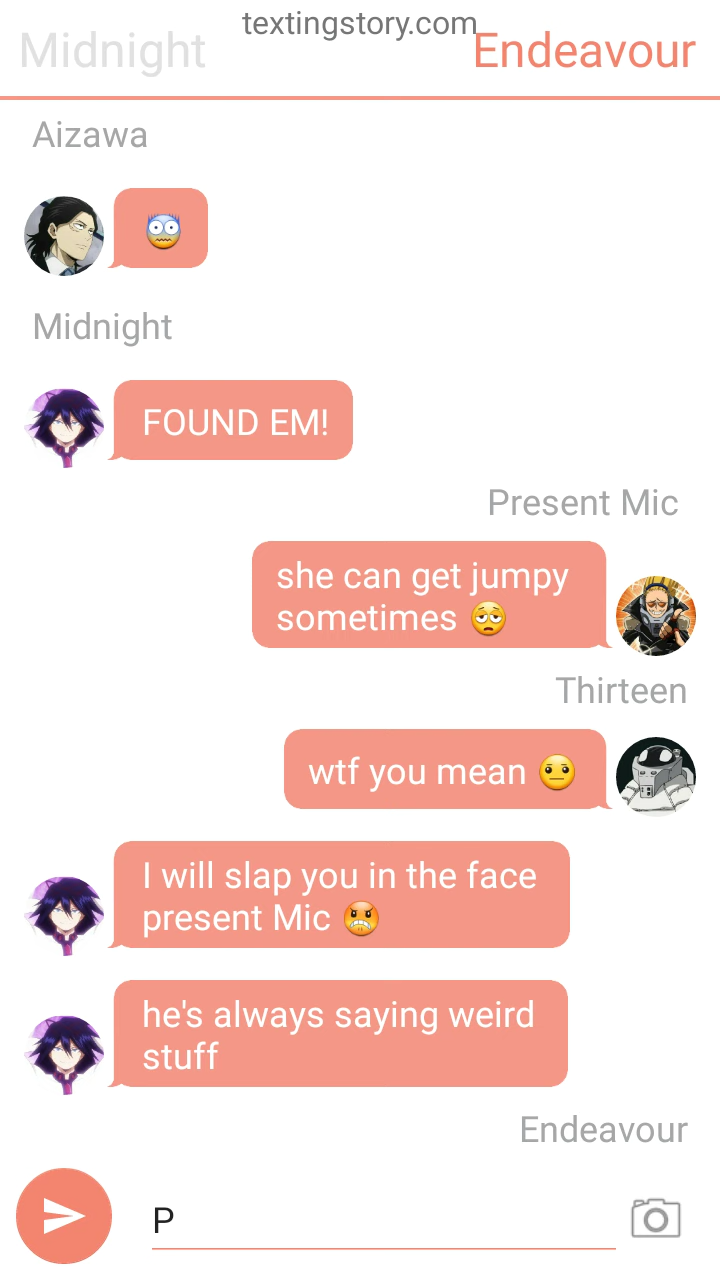 textingstory.com
Midnight
Endeavour
Aizawa
Midnight
FOUND EM!
Present Mic
she can get jumpy
sometimes 😩
Thirteen
wtf you mean 😐
I will slap you in the face
present Mic 😠
he's always saying weird
stuff
Endeavour
P